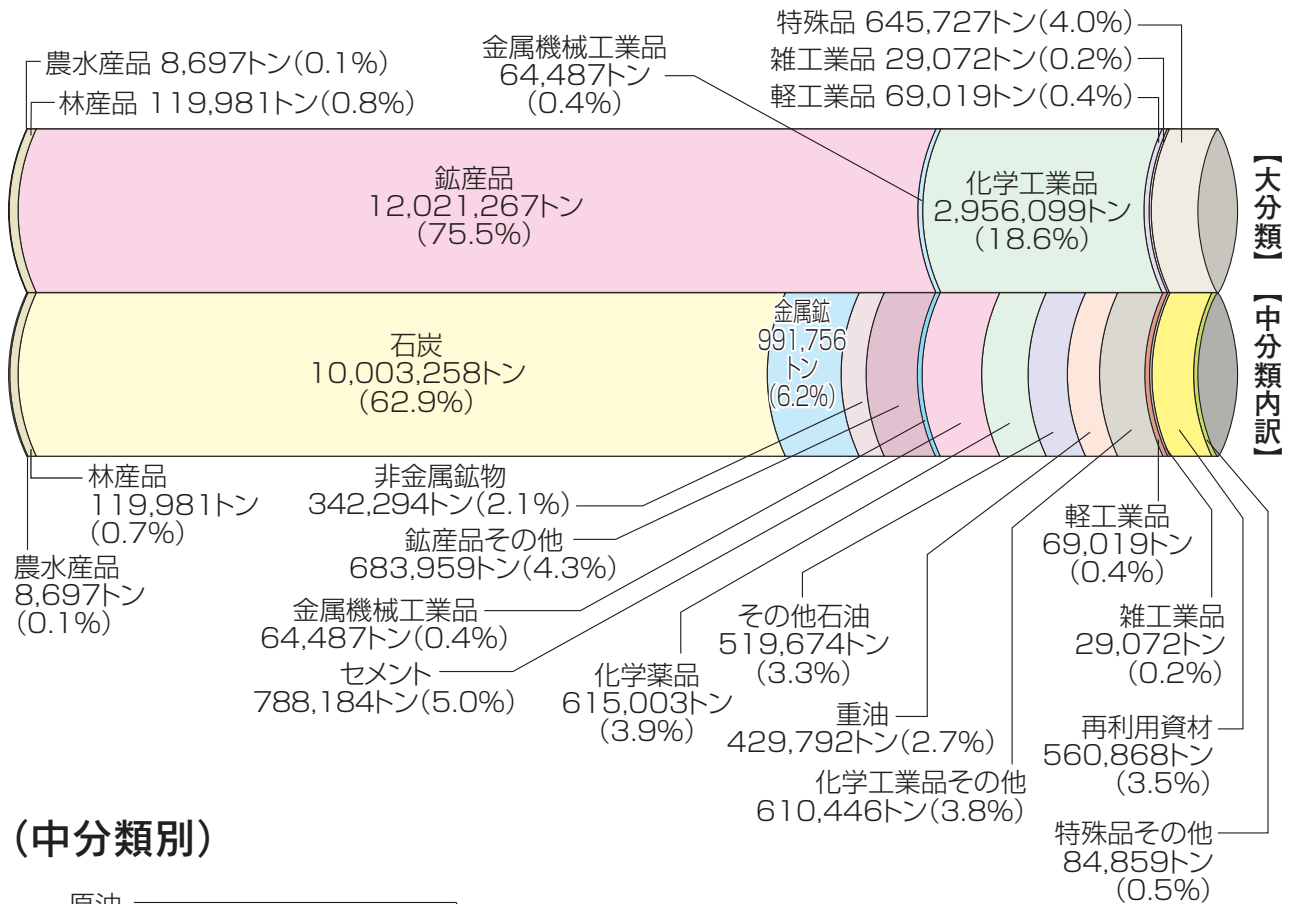 特殊品 645,727トン(4.0%)
雑工業品 29,072トン(0.2%)
軽工業品 69,019トン(0.4%)
金属機械工業品
64,487トン
(0.4%)
農水産品 8,697トン(0.1%)
林産品 119,981トン(0.8%)
鉱産品
12,021,267トン
(75.5%)
化学工業品
2,956,099トン
(18.6%)
【大分類】
石炭
10,003,258トン
(62.9%)
金属鉱
991,756
トン
(6.2%)
【中分類内訳】
林産品
119,981トン
(0.7%)
農水産品
8,697トン
(0.1%)
非金属鉱物
342,294トン(2.1%)
鉱産品その他
683,959トン(4.3%)
金属機械工業品
64,487トン(0.4%)
セメント
788,184トン(5.0%)
化学薬品
615,003トン
(3.9%)
その他石油
519,674トン
(3.3%)
重油
429,792トン(2.7%)
化学工業品その他
610,446トン(3.8%)
軽工業品
69,019トン
(0.4%)
雑工業品
29,072トン
(0.2%)
再利用資材
560,868トン
(3.5%)
特殊品その他
84,859トン
(0.5%)
(中分類別)